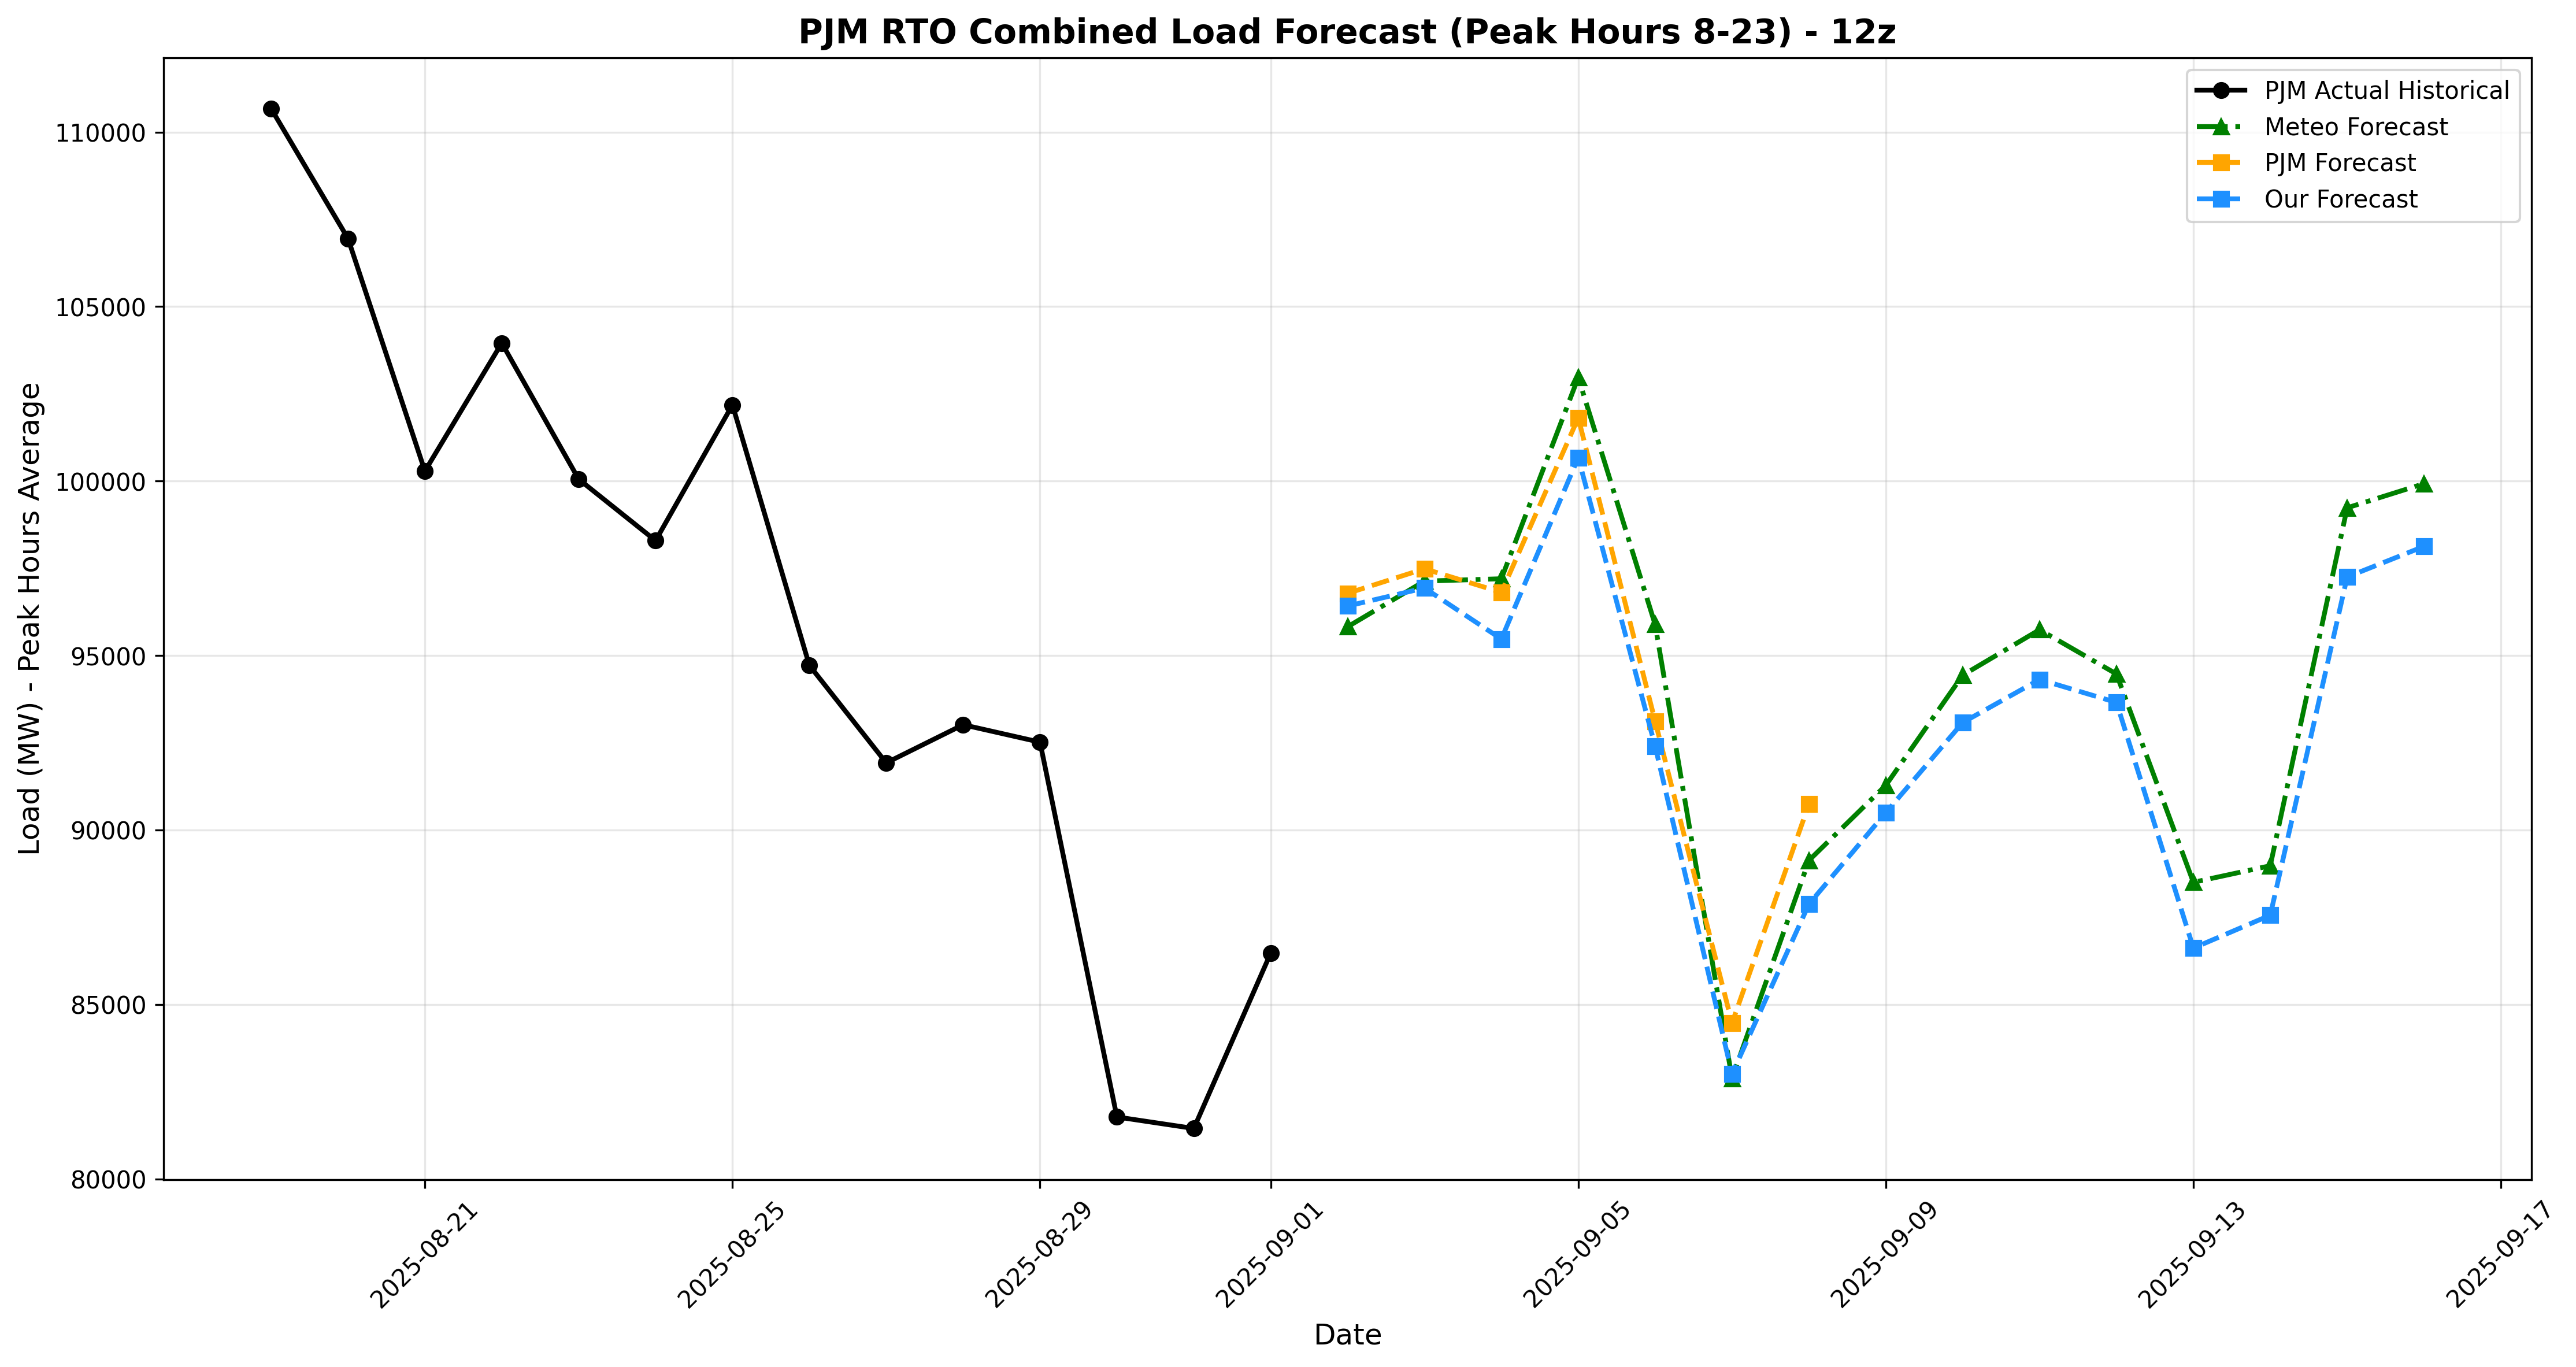 PJM RTO Combined Load Forecast (Peak Hours 8-23) - 12z
PJM Actual Historical
Meteo Forecast
PJM Forecast
Our Forecast
Load (MW) - Peak Hours Average
110000
105000
100000
95000
90000
85000
80000
2025-08-21
2025-08-25
2025-08-29
2025-09-01
2025-09-05
2025-09-09
2025-09-13
2025-09-17
Date